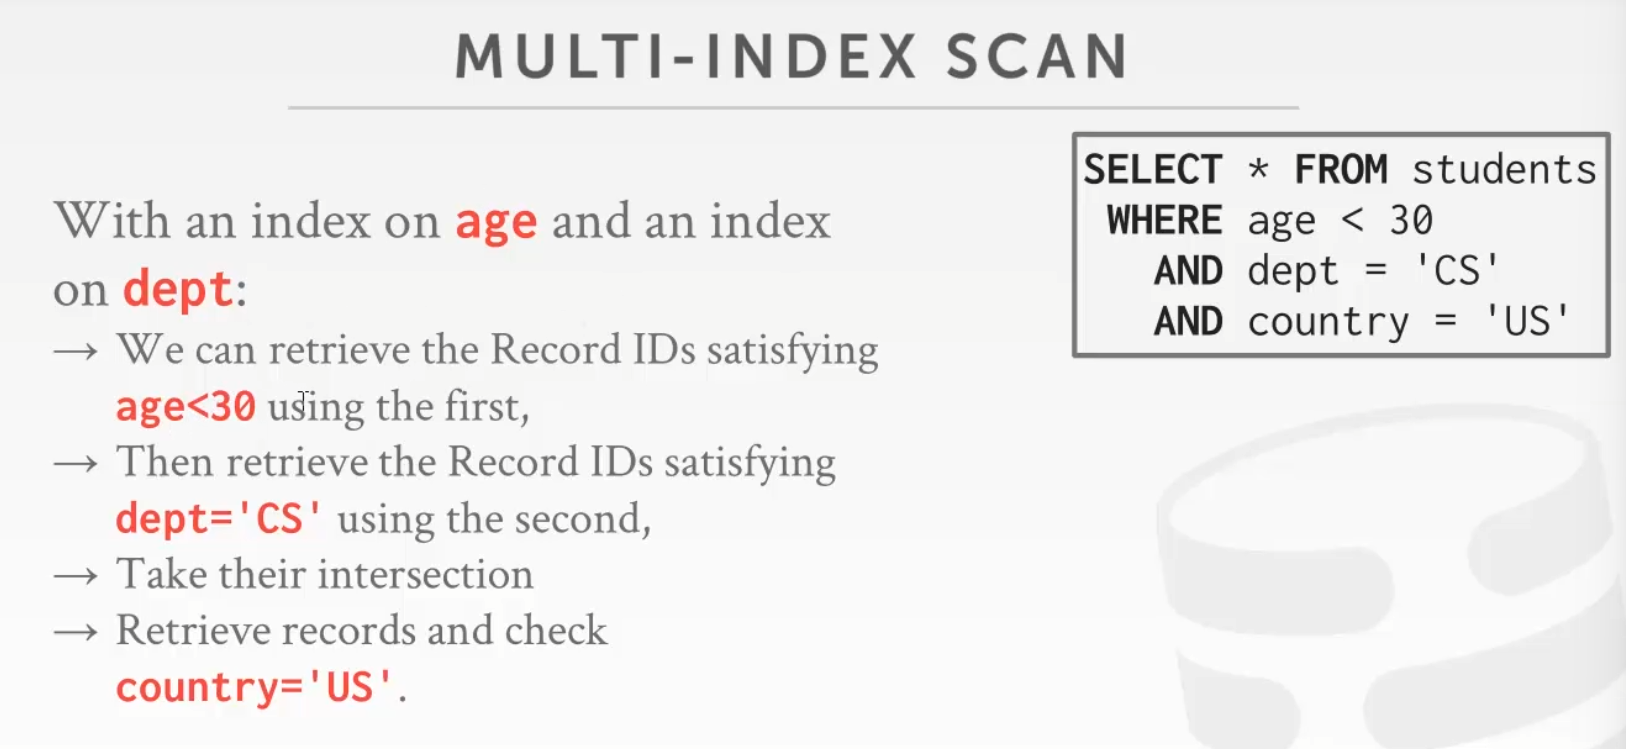 MULTI-INDEX SCAN
With an index on age and an index
on dept:
→ We can retrieve the Record IDs satisfying
age<30 using the first,
→ Then retrieve the Record IDs satisfying
dept='CS' using the second,
→ Take their intersection
→ Retrieve records and check
country='US'.
SELECT * FROM students
WHERE age < 30
AND dept = 'CS'
AND country = 'US'